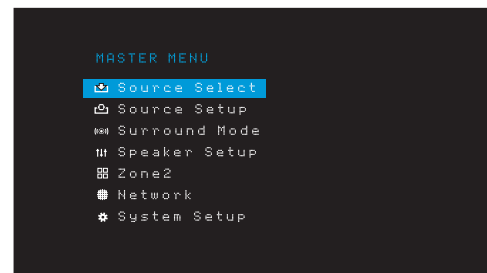 MASTER MENU
Source Select
Source Setup
Surround Mode
Speaker Setup
Zone2
Network
System Setup